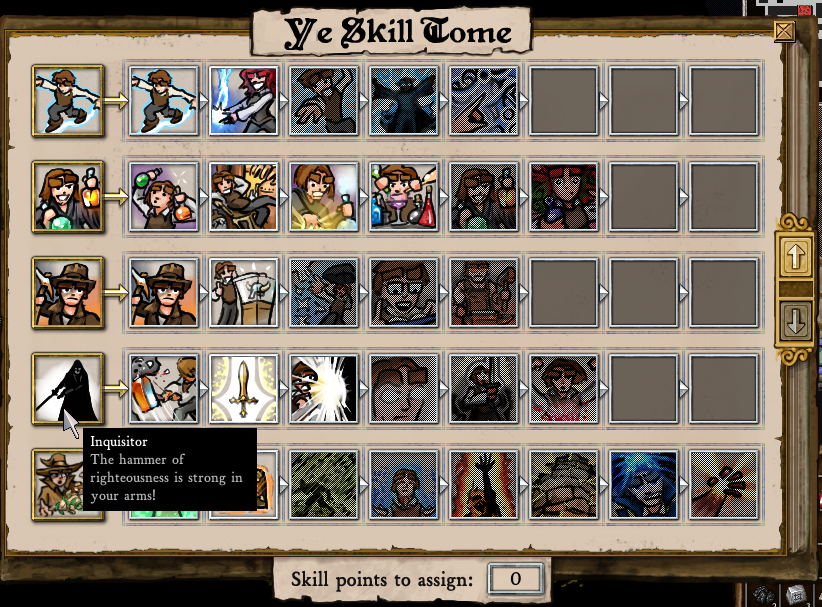 Ye Skill Tome
Inquisitor
The hammer of
righteousness is strong in
your arms!
Skill points to assign: 0